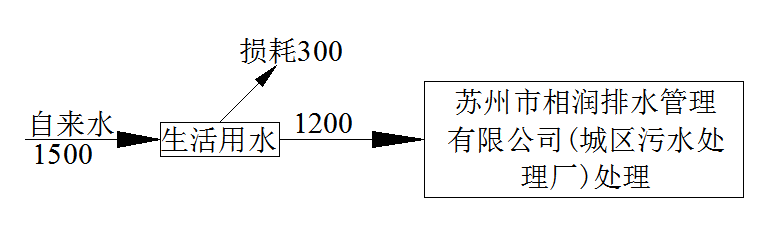 损耗300
自来水
1500
生活用水
1200
苏州市相润排水管理
有限公司(城区污水处
理厂)处理